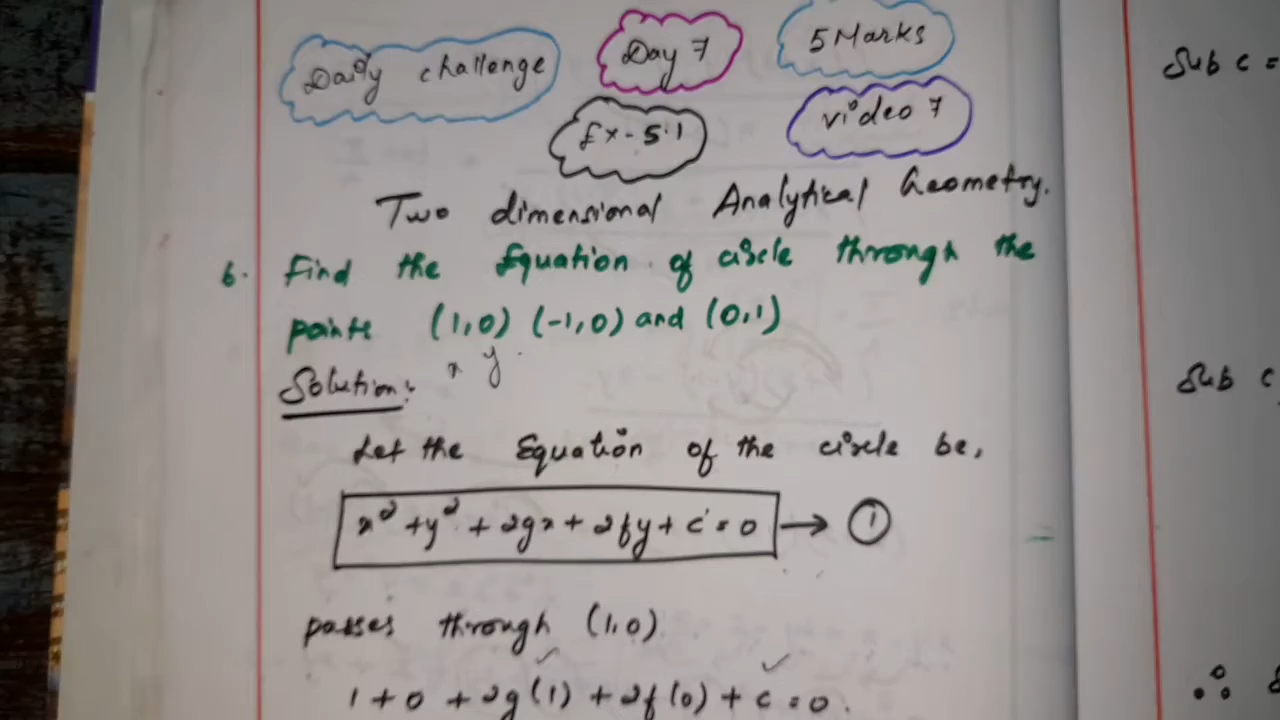 Daily challenge
Day 7
5 Marks
Ex-5.1
video 7
Two dimensional Analytical Geometry.
6. Find the Equation of circle through the
points (1,0) (-1,0) and (0,1)
x y
Solution:
Let the Equation of the circle be,
x² + y² + 2gx + 2fy + c = 0 → ①
passes through (1,0)
1 + 0 + 2g(1) + 2f(0) + c = 0.
Sub c =
Sub c
∴